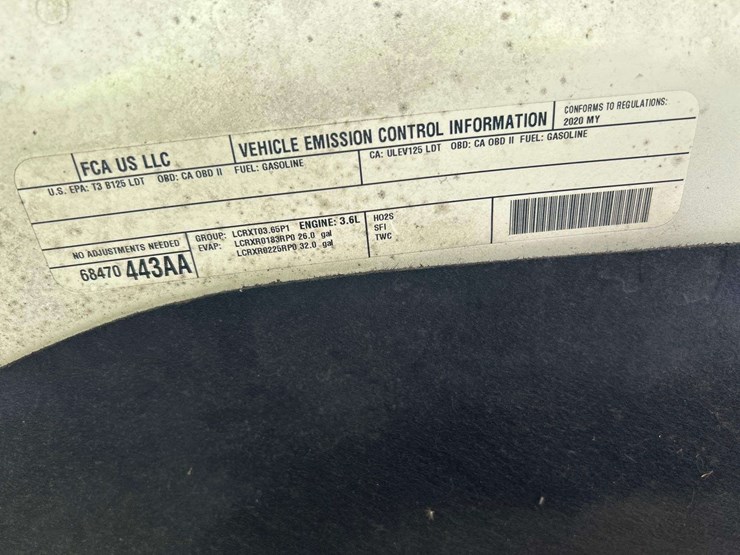 FCA US LLC
VEHICLE EMISSION CONTROL INFORMATION
CONFORMS TO REGULATIONS:
2020 MY
U.S. EPA: T3 B125 LDT OBD: CA OBD II FUEL: GASOLINE
CA: ULEV125 LDT OBD: CA OBD II FUEL: GASOLINE
NO ADJUSTMENTS NEEDED
68470 443AA
GROUP: LCRXT03.65P1 ENGINE: 3.6L
EVAP: LCRXR0183RP0 26.0 gal
LCRXR0225RP0 32.0 gal
HO2S
SFI
TWC